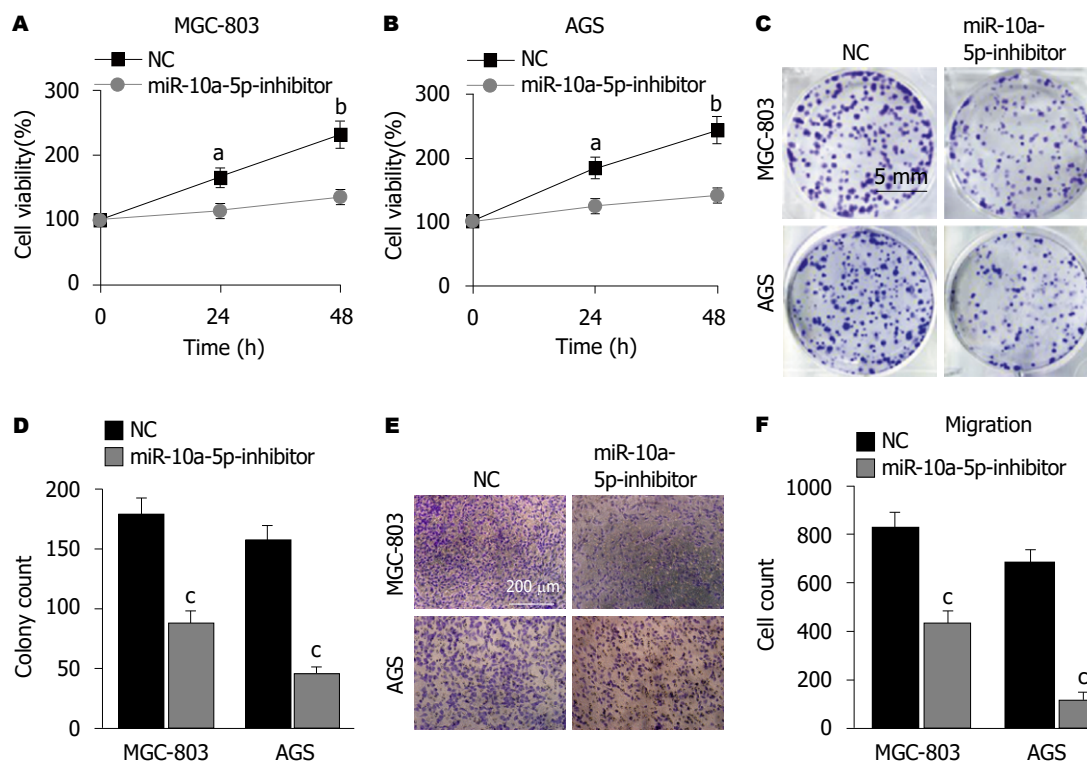 A
MGC-803
NC
miR-10a-5p-inhibitor
300
200
100
0
Cell viability(%)
a
b
0
24
48
Time (h)
B
AGS
NC
miR-10a-5p-inhibitor
300
200
100
0
Cell viability(%)
a
b
0
24
48
Time (h)
C
NC
miR-10a-
5p-inhibitor
MGC-803
5 mm
AGS
D
NC
miR-10a-5p-inhibitor
200
150
100
50
0
Colony count
c
c
MGC-803
AGS
E
NC
miR-10a-
5p-inhibitor
MGC-803
200 μm
AGS
F
Migration
NC
miR-10a-5p-inhibitor
1000
800
600
400
200
0
Cell count
c
c
MGC-803
AGS